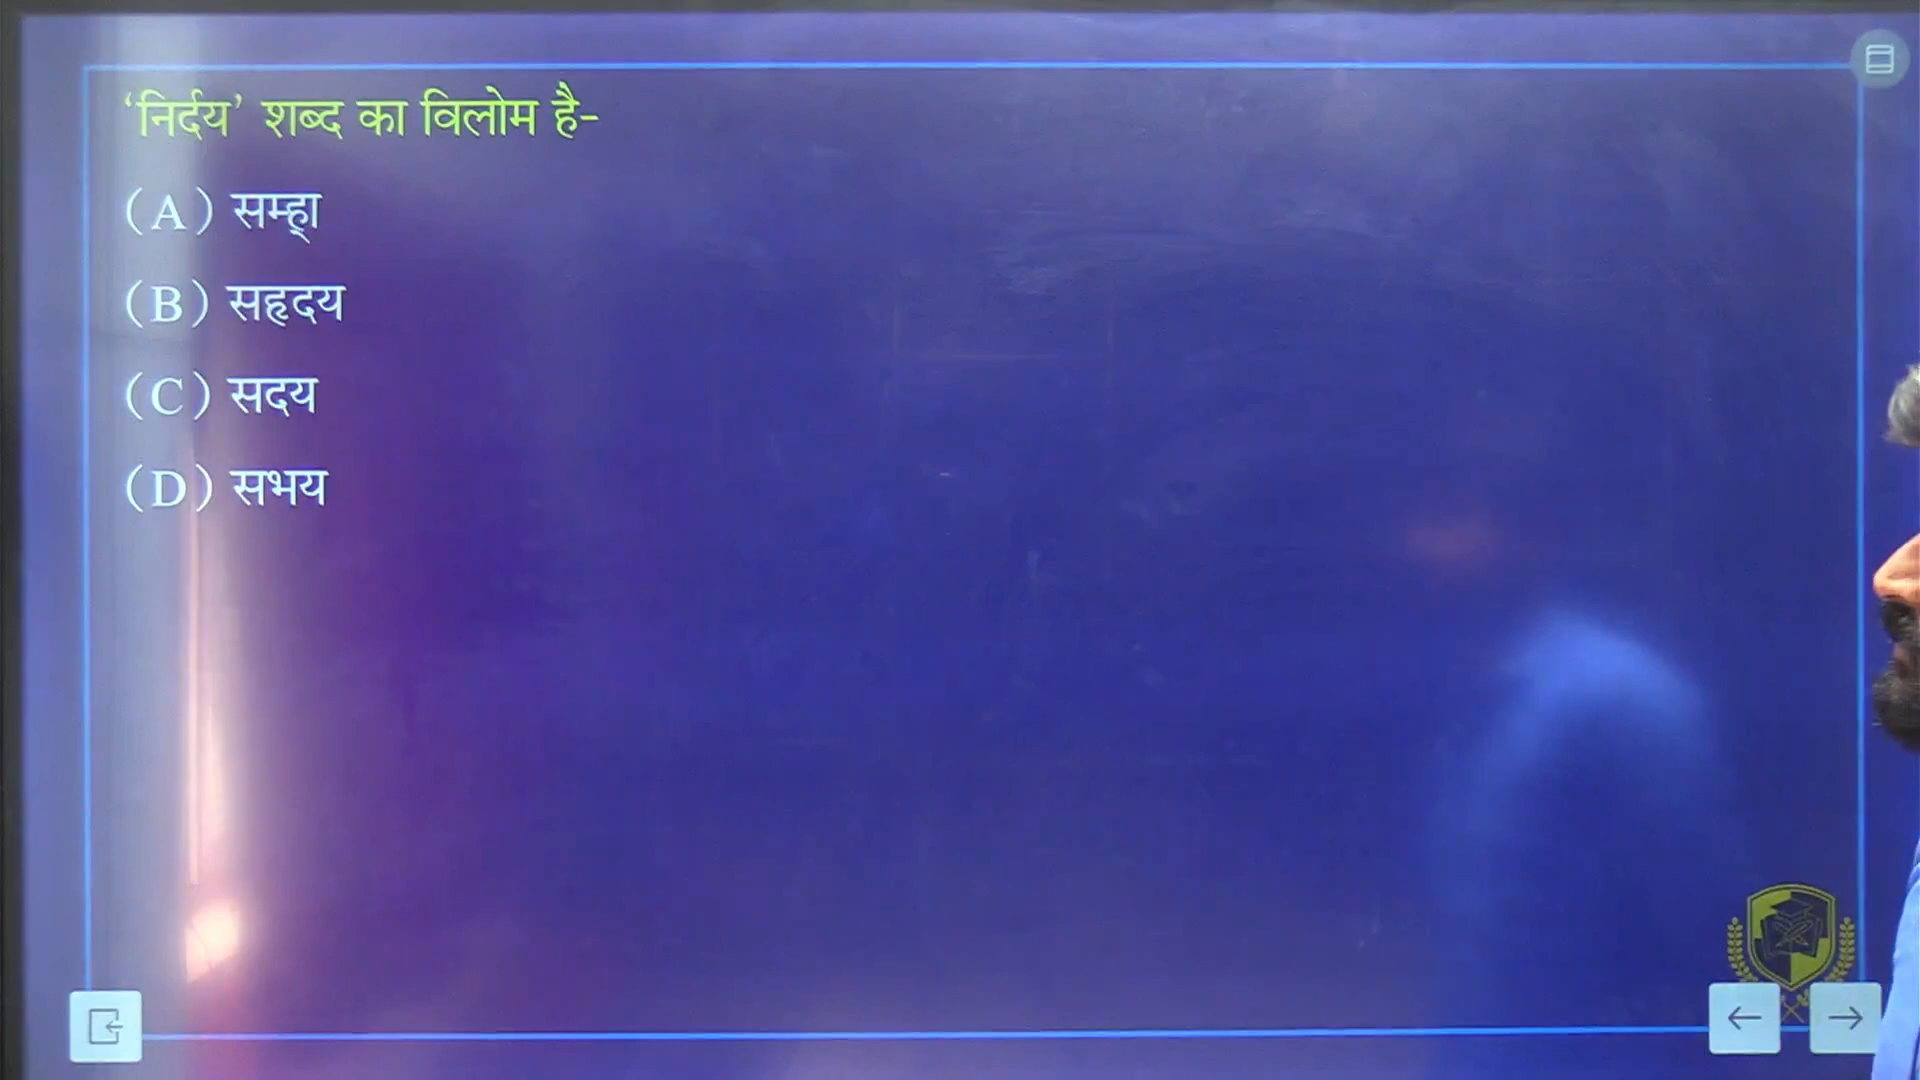 ‘निर्दय’ शब्द का विलोम है-
(A) सम्हा
(B) सहृदय
(C) सदय
(D) सभय